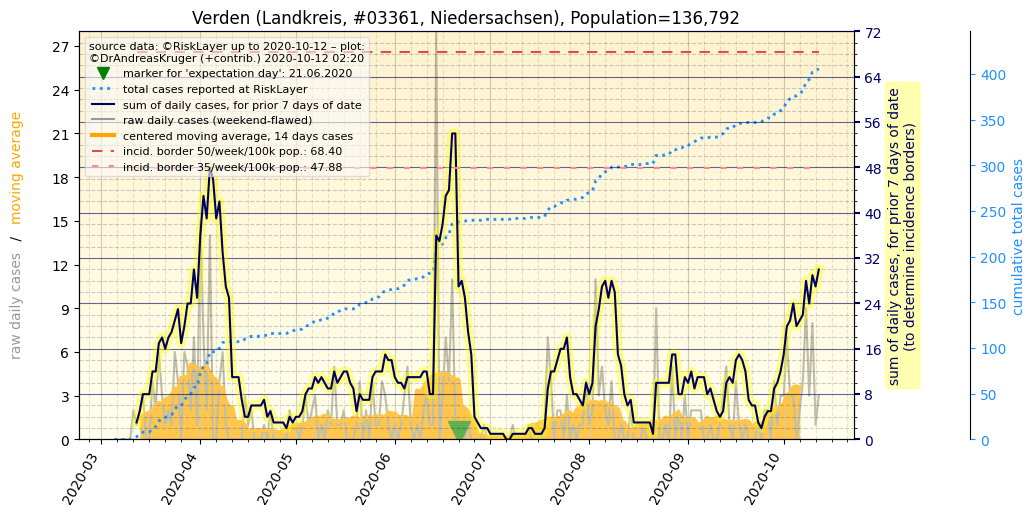 Verden (Landkreis, #03361, Niedersachsen), Population=136,792
source data: ©RiskLayer up to 2020-10-12 – plot:
©DrAndreasKruger (+contrib.) 2020-10-12 02:20
marker for 'expectation day': 21.06.2020
total cases reported at RiskLayer
sum of daily cases, for prior 7 days of date
raw daily cases (weekend-flawed)
centered moving average, 14 days cases
incid. border 50/week/100k pop.: 68.40
incid. border 35/week/100k pop.: 47.88
raw daily cases / moving average
27
24
21
18
15
12
9
6
3
0
2020-03
2020-04
2020-05
2020-06
2020-07
2020-08
2020-09
2020-10
72
64
56
48
40
32
24
16
8
0
sum of daily cases, for prior 7 days of date
(to determine, incidence borders)
400
350
300
250
200
150
100
50
0
cumulative total cases